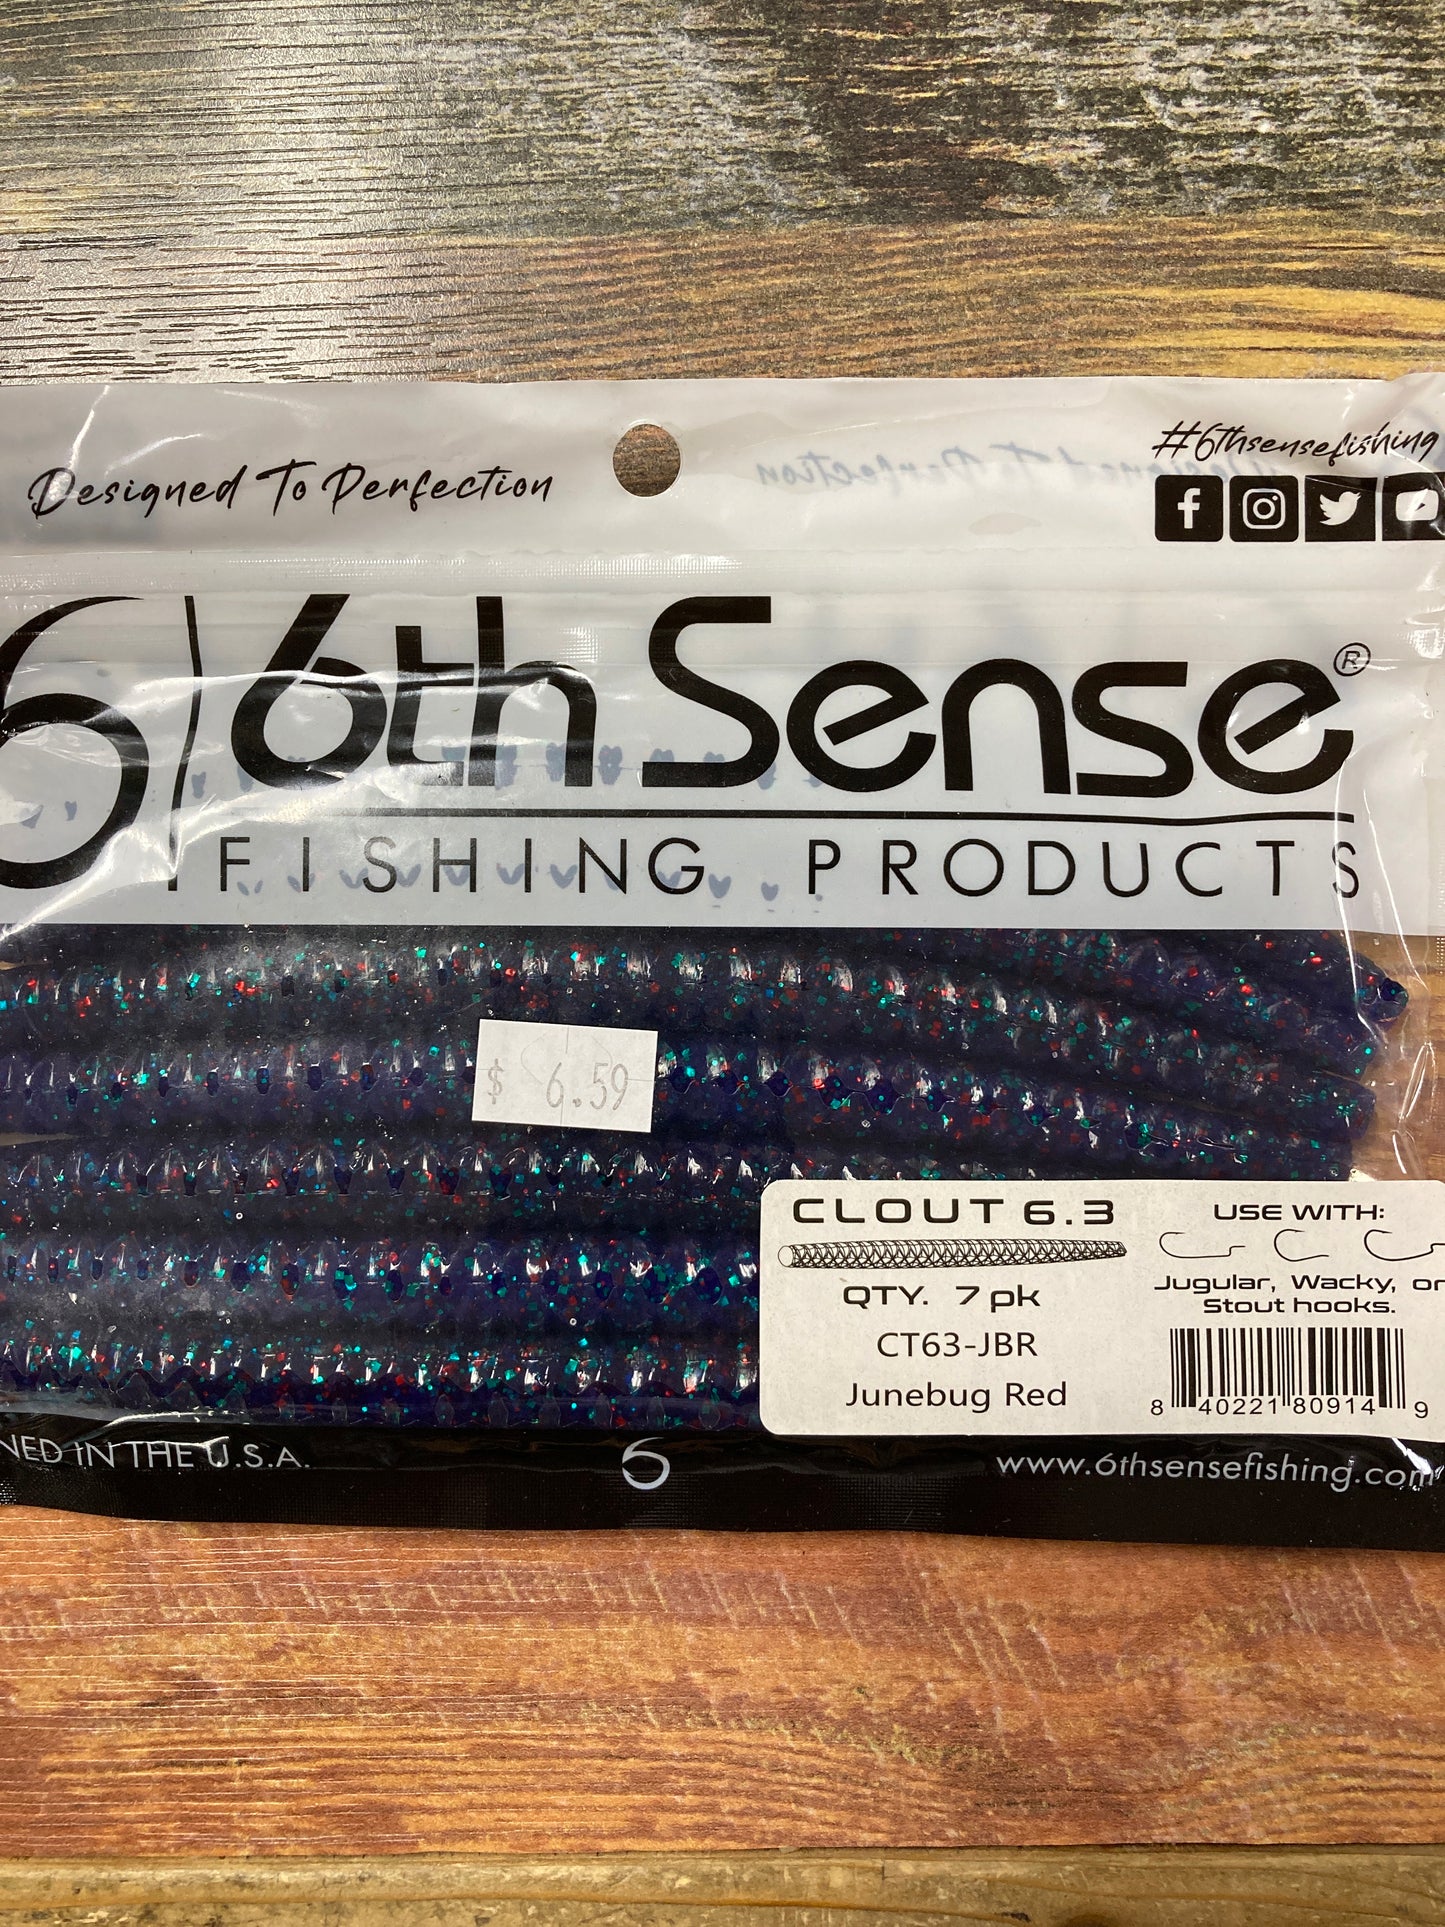 Designed To Perfection
#6thsensefishing
6 6th Sense®
FISHING PRODUCTS
$ 6.59
CLOUT 6.3
QTY. 7 pk
CT63-JBR
Junebug Red
USE WITH:
Jugular, Wacky, or
Stout hooks.
8 40221 80914 9
NED IN THE U.S.A.
6
www.6thsensefishing.com